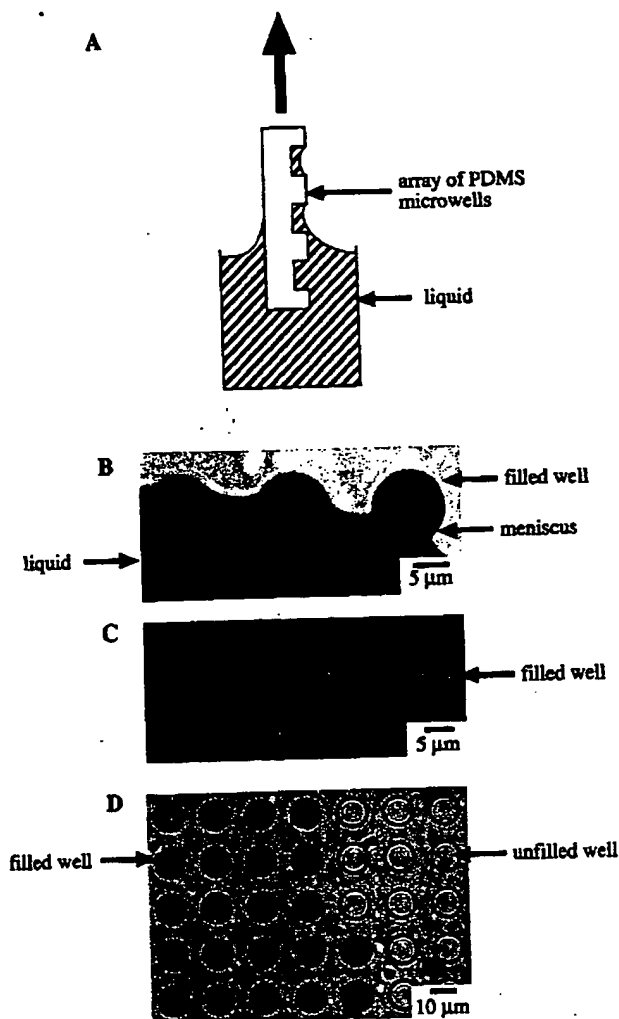 A
array of PDMS
microwells
liquid
B
filled well
meniscus
liquid
5 μm
C
filled well
5 μm
D
filled well
unfilled well
10 μm